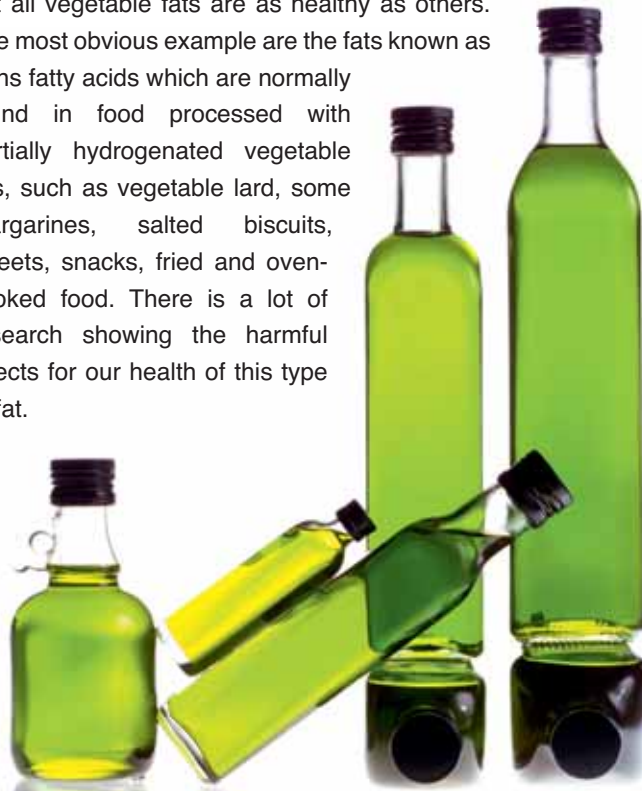 t all vegetable fats are as healthy as others.
e most obvious example are the fats known as
ns fatty acids which are normally
nd in food processed with
rtially hydrogenated vegetable
s, such as vegetable lard, some
rgarines, salted biscuits,
eets, snacks, fried and oven-
oked food. There is a lot of
search showing the harmful
ects for our health of this type
fat.